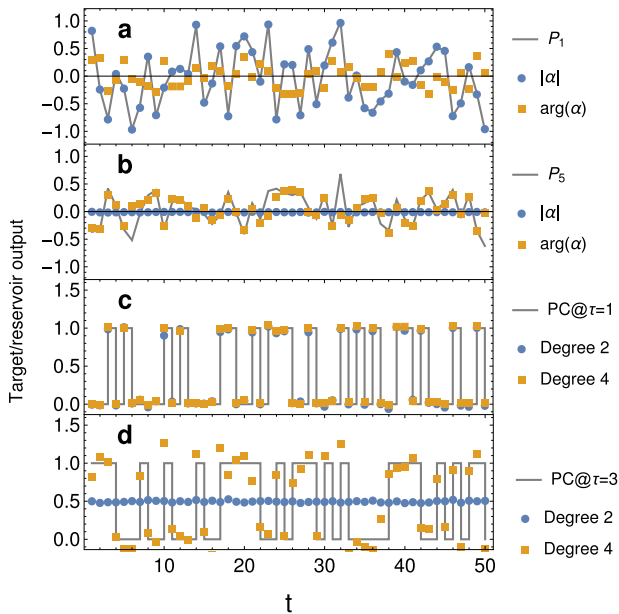 a
1.0
0.5
0.0
−0.5
−1.0
P1
|α|
arg(α)
b
1.0
0.5
0.0
−0.5
−1.0
P5
|α|
arg(α)
Target/reservoir output
c
1.5
1.0
0.5
0.0
PC@τ=1
Degree 2
Degree 4
d
1.5
1.0
0.5
0.0
PC@τ=3
Degree 2
Degree 4
10 20 30 40 50
t